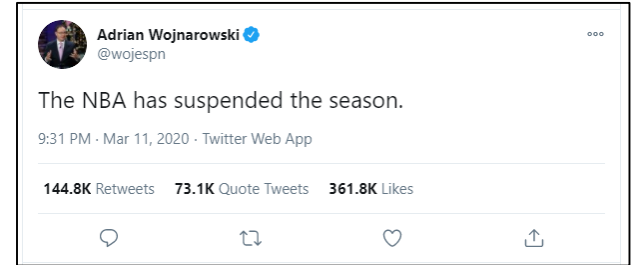 Adrian Wojnarowski
@wojespn
The NBA has suspended the season.
9:31 PM · Mar 11, 2020 · Twitter Web App
144.8K Retweets 73.1K Quote Tweets 361.8K Likes